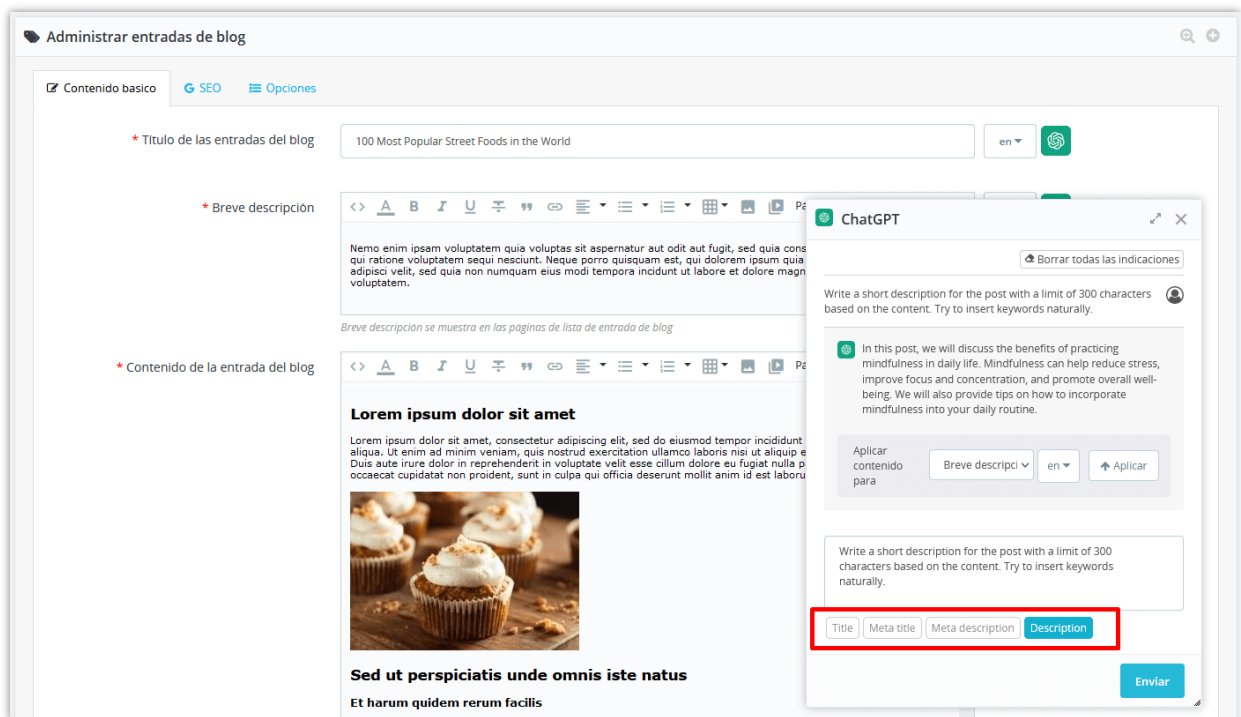 Administrar entradas de blog
Contenido basico
SEO
Opciones
* Título de las entradas del blog
100 Most Popular Street Foods in the World
en
* Breve descripción
Nemo enim ipsam voluptatem quia voluptas sit aspernatur aut odit aut fugit, sed quia
qui ratione voluptatem sequi nesciunt. Neque porro quisquam est, qui dolorem ipsum quia
adipisci velit, sed quia non numquam eius modi tempora incidunt ut labore et dolore
voluptatem.
Breve descripción se muestra en las paginas de lista de entrada de blog
* Contenido de la entrada del blog
Lorem ipsum dolor sit amet
Lorem ipsum dolor sit amet, consectetur adipiscing elit, sed do eiusmod tempor incididunt
aliqua. Ut enim ad minim veniam, quis nostrud exercitation ullamco laboris nisi ut aliquip
Duis aute irure dolor in reprehenderit in voluptate velit esse cillum dolore eu fugiat nulla
occaecat cupidatat non proident, sunt in culpa qui officia deserunt mollit anim id est
Sed ut perspiciatis unde omnis iste natus
Et harum quidem rerum facilis
ChatGPT
Borrar todas las indicaciones
Write a short description for the post with a limit of 300 characters
based on the content. Try to insert keywords naturally.
In this post, we will discuss the benefits of practicing
mindfulness in daily life. Mindfulness can help reduce stress,
improve focus and concentration, and promote overall well-
being. We will also provide tips on how to incorporate
mindfulness into your daily routine.
Aplicar
contenido
para
Breve descripci
en
Aplicar
Write a short description for the post with a limit of 300
characters based on the content. Try to insert keywords
naturally.
Title
Meta title
Meta description
Description
Enviar